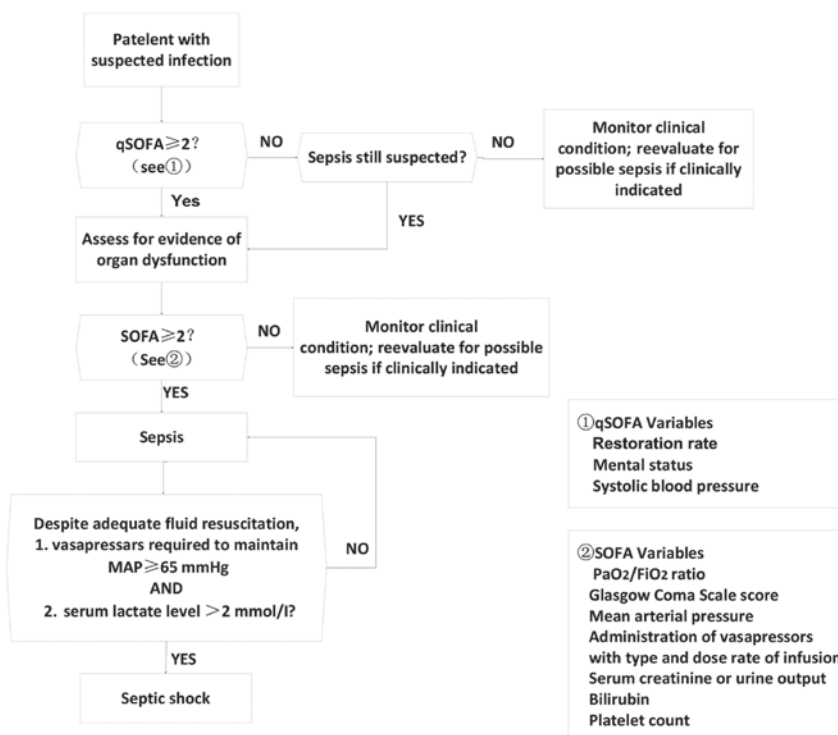 Patelent with
suspected infection
qSOFA≥2?
(see①)
NO
Sepsis still suspected?
NO
Monitor clinical
condition; reevaluate for
possible sepsis if clinically
indicated
Yes
YES
Assess for evidence of
organ dysfunction
SOFA≥2?
(See②)
NO
Monitor clinical
condition; reevaluate for possible
sepsis if clinically indicated
YES
Sepsis
Despite adequate fluid resuscitation,
1. vasapressars required to maintain
MAP≥65 mmHg
AND
2. serum lactate level >2 mmol/l?
NO
YES
Septic shock
①qSOFA Variables
Restoration rate
Mental status
Systolic blood pressure
②SOFA Variables
PaO2/FiO2 ratio
Glasgow Coma Scale score
Mean arterial pressure
Administration of vasapressors
with type and dose rate of infusion
Serum creatinine or urine output
Bilirubin
Platelet count